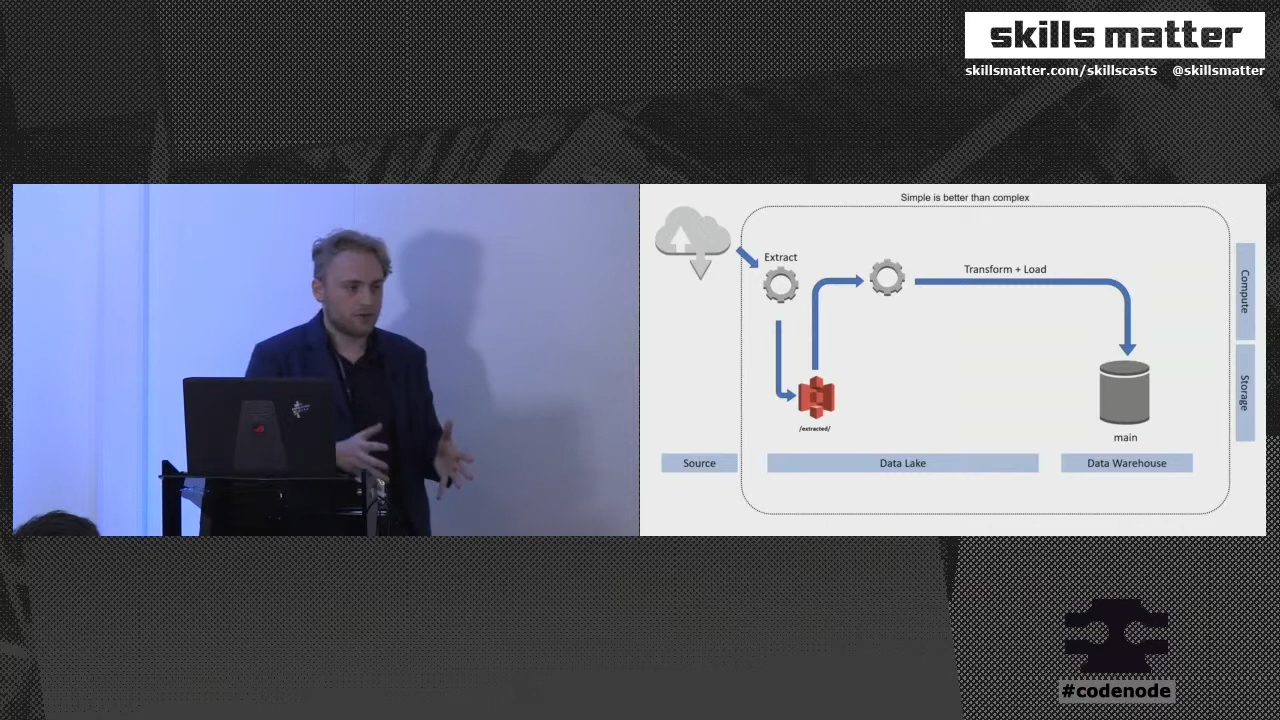 skills matter
skillsmatter.com/skillscasts @skillsmatter
Simple is better than complex
Extract
Transform + Load
Compute
Storage
/extracted/
main
Source
Data Lake
Data Warehouse
#codenode